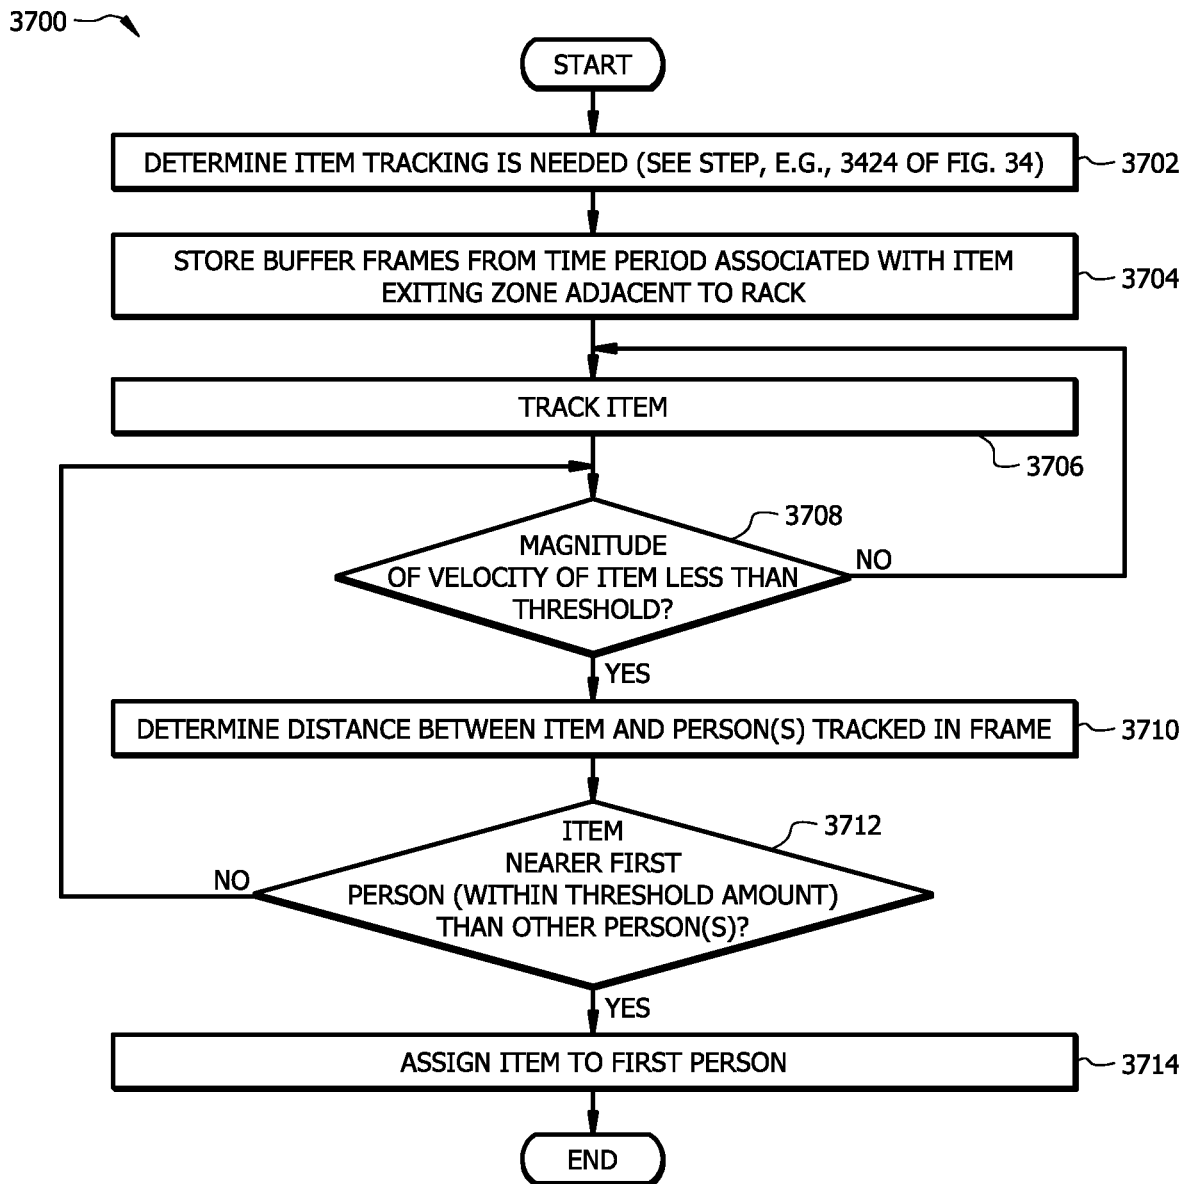 3700
START
DETERMINE ITEM TRACKING IS NEEDED (SEE STEP, E.G., 3424 OF FIG. 34)
3702
STORE BUFFER FRAMES FROM TIME PERIOD ASSOCIATED WITH ITEM
EXITING ZONE ADJACENT TO RACK
3704
TRACK ITEM
3706
3708
MAGNITUDE
OF VELOCITY OF ITEM LESS THAN
THRESHOLD?
NO
YES
DETERMINE DISTANCE BETWEEN ITEM AND PERSON(S) TRACKED IN FRAME
3710
3712
ITEM
NEARER FIRST
PERSON (WITHIN THRESHOLD AMOUNT)
THAN OTHER PERSON(S)?
NO
YES
ASSIGN ITEM TO FIRST PERSON
3714
END